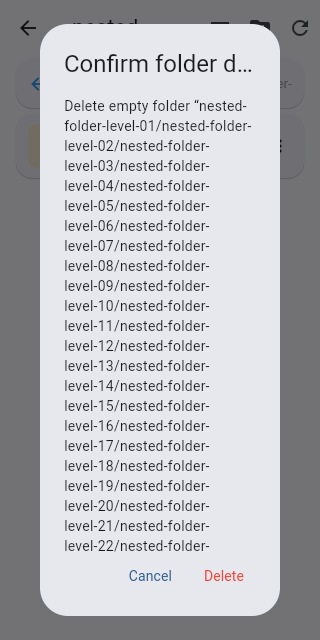 Confirm folder d…
Delete empty folder “nested-
folder-level-01/nested-folder-
level-02/nested-folder-
level-03/nested-folder-
level-04/nested-folder-
level-05/nested-folder-
level-06/nested-folder-
level-07/nested-folder-
level-08/nested-folder-
level-09/nested-folder-
level-10/nested-folder-
level-11/nested-folder-
level-12/nested-folder-
level-13/nested-folder-
level-14/nested-folder-
level-15/nested-folder-
level-16/nested-folder-
level-17/nested-folder-
level-18/nested-folder-
level-19/nested-folder-
level-20/nested-folder-
level-21/nested-folder-
level-22/nested-folder-
Cancel Delete